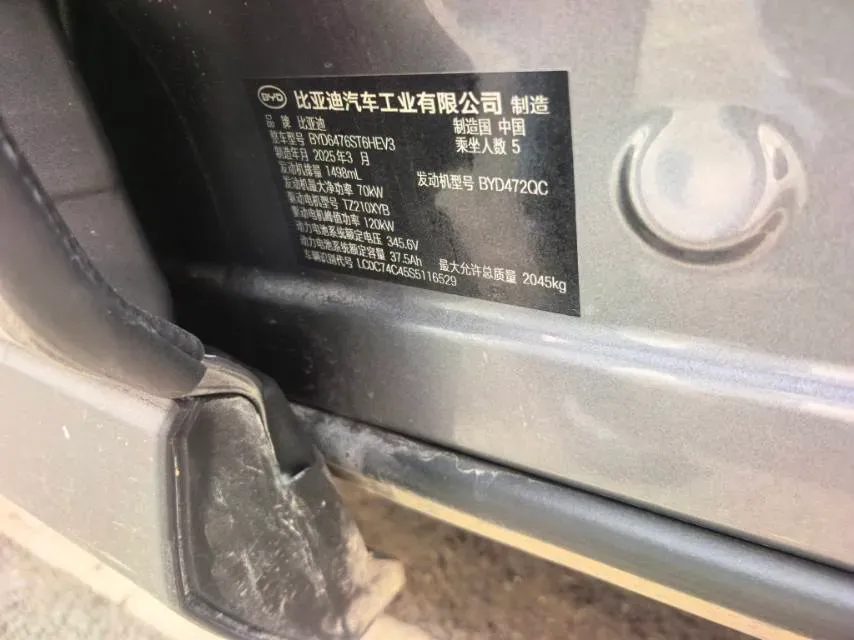 BYD 比亚迪汽车工业有限公司 制造
品牌 比亚迪 制造国 中国
整车型号 BYD6476ST6HEV3 乘坐人数 5
制造年月 2025年3月
发动机排量 1498mL 发动机型号 BYD472QC
发动机最大净功率 70kW
驱动电机型号 TZ210XYB
驱动电机峰值功率 120kW
动力电池系统额定电压 345.6V
动力电池系统额定容量 37.5Ah 最大允许总质量 2045kg
车辆识别代号 LC0C74C45S5116529